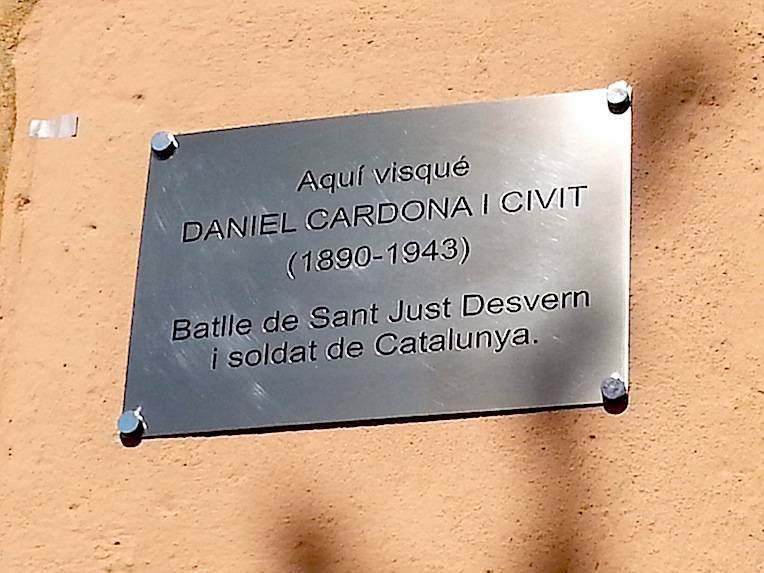 Aquí visqué
DANIEL CARDONA I CIVIT
(1890-1943)
Batlle de Sant Just Desvern
i soldat de Catalunya.